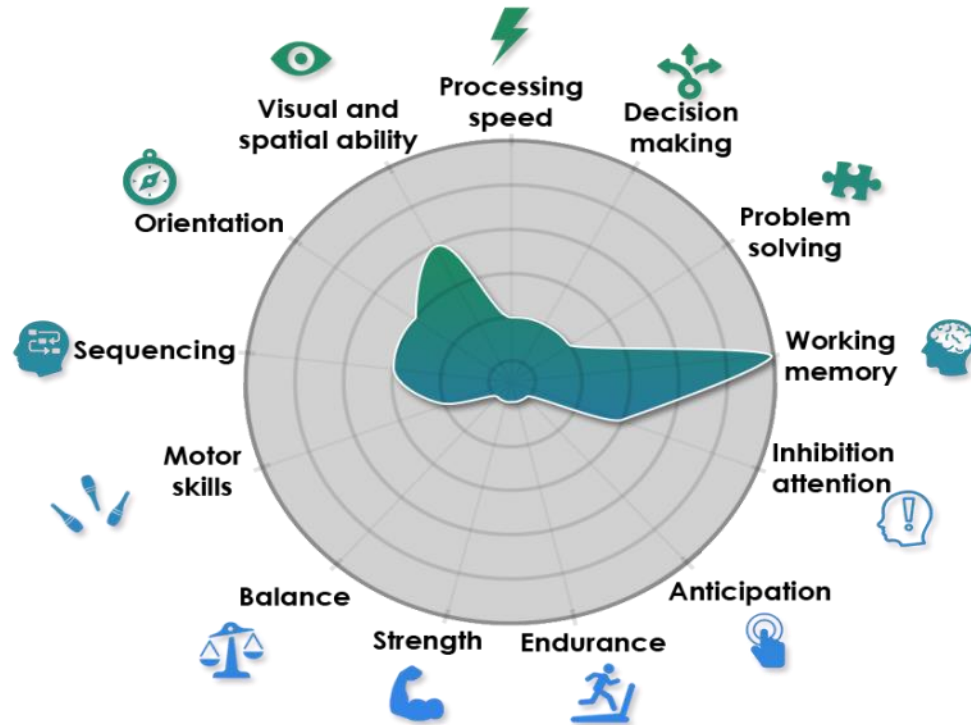 Processing
speed
Decision
making
Problem
solving
Working
memory
Inhibition
attention
Anticipation
Endurance
Strength
Balance
Motor
skills
Sequencing
Orientation
Visual and
spatial ability